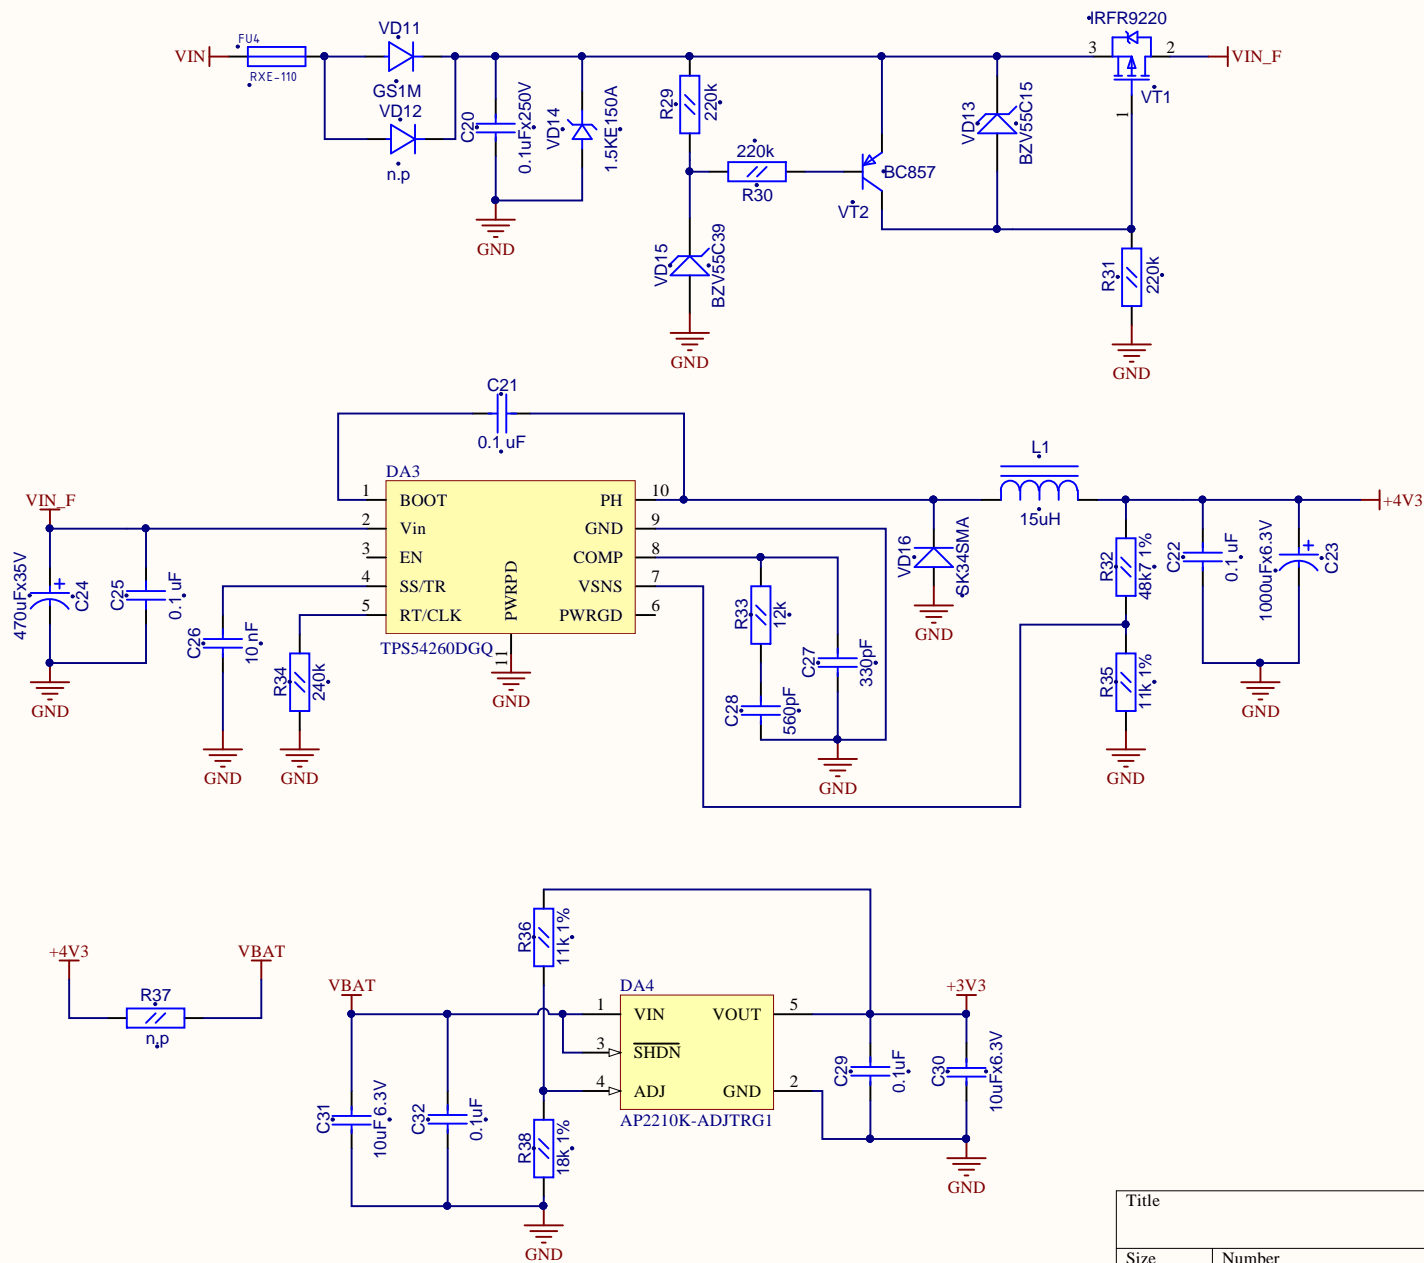 IRFR9220
VIN
FU4
RXE-110
VD11
GS1M
VD12
n.p
C20
0.1uFx250V
VD14
1.5KE150A
R29
220k
220k
R30
BC857
VT2
VD13
BZV55C15
3
2
1
VT1
VIN_F
GND
VD15
BZV55C39
GND
R31
220k
GND
C21
0.1 uF
DA3
VIN_F
470uFx35V
C24
C25
0.1 uF
GND
1 BOOT
2 Vin
3 EN
4 SS/TR
5 RT/CLK
PWRPD
11
PH 10
GND 9
COMP 8
VSNS 7
PWRGD 6
TPS54260DGQ
GND
C26
10 nF
GND
R34
240k
GND
R33
12k
C28
560pF
C27
330pF
GND
VD16
SK34SMA
GND
L1
15uH
R32
48k7 1%
R35
11k 1%
GND
C22
0.1 uF
1000uFx6.3V
C23
GND
+4V3
+4V3
R37
n.p
VBAT
VBAT
C31
10uF 6.3V
C32
0.1uF
R36
11k 1%
R38
18k 1%
GND
DA4
1 VIN
3 SHDN
4 ADJ
VOUT 5
GND 2
AP2210K-ADJTRG1
+3V3
C29
0.1uF
C30
10uFx6.3V
GND
Title
Size
Number